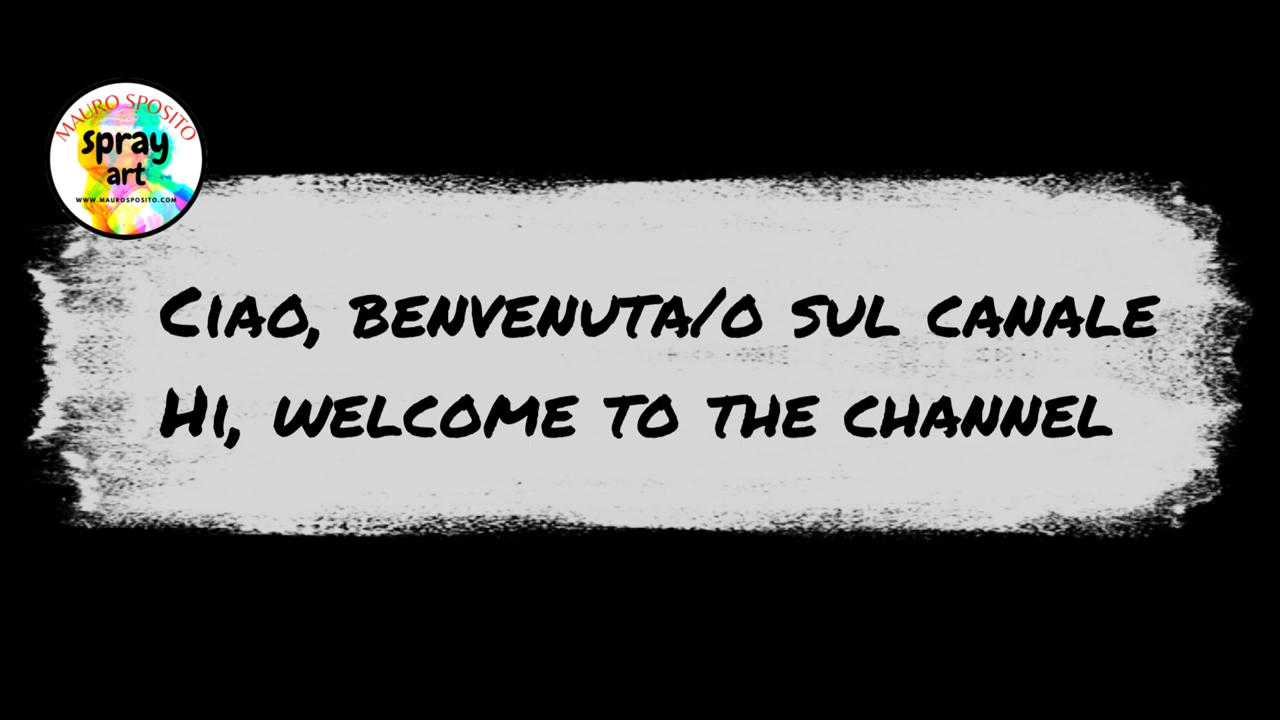 MAURO SPOSITO
spray
art
WWW.MAUROSPOSITO.COM
Ciao, benvenuta/o sul canale
Hi, welcome to the channel